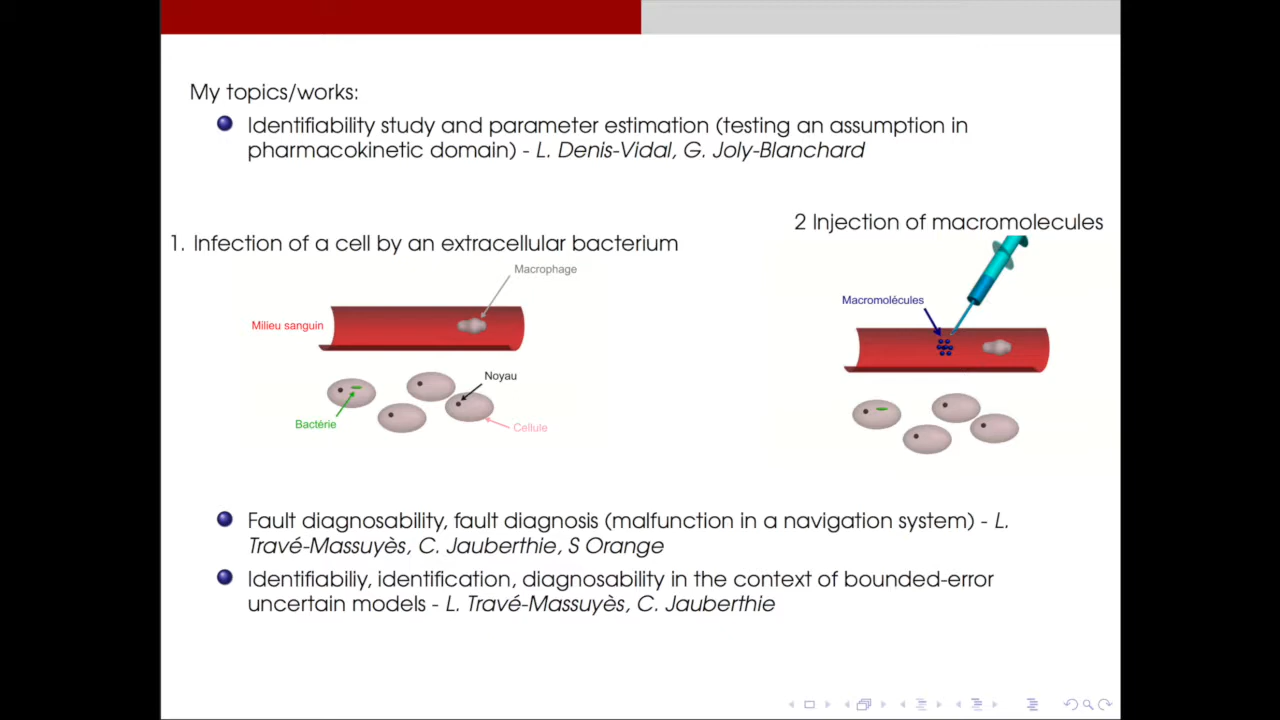 My topics/works:
Identifiability study and parameter estimation (testing an assumption in
pharmacokinetic domain) - L. Denis-Vidal, G. Joly-Blanchard
1. Infection of a cell by an extracellular bacterium
Macrophage
Milieu sanguin
Noyau
Bactérie
Cellule
2 Injection of macromolecules
Macromolécules
Fault diagnosability, fault diagnosis (malfunction in a navigation system) - L.
Travé-Massuyès, C. Jauberthie, S Orange
Identifiabiliy, identification, diagnosability in the context of bounded-error
uncertain models - L. Travé-Massuyès, C. Jauberthie